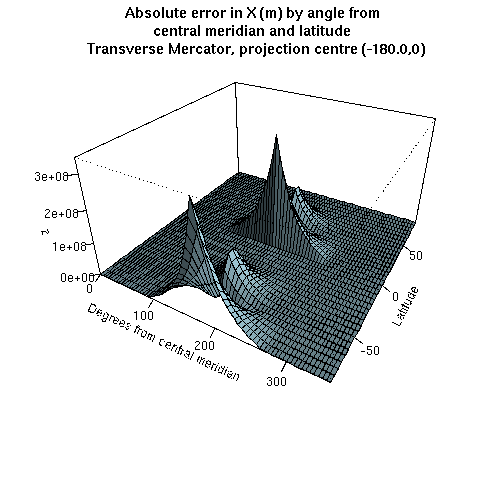 Absolute error in X (m) by angle from
central meridian and latitude
Transverse Mercator, projection centre (-180.0,0)
3e+08
2e+08
1e+08
0e+00
z
0
100
200
300
Degrees from central meridian
-50
0
50
Latitude